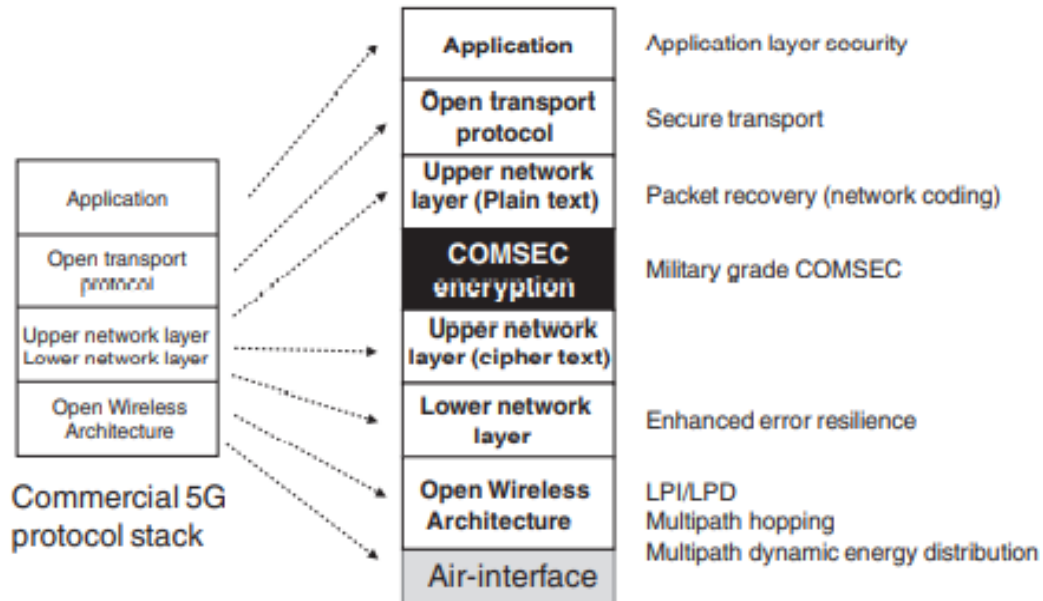 Application
Open transport
protocol
Upper network layer
Lower network layer
Open Wireless
Architecture
Commercial 5G
protocol stack
Application
Open transport
protocol
Upper network
layer (Plain text)
COMSEC
encryption
Upper network
layer (cipher text)
Lower network
layer
Open Wireless
Architecture
Air-interface
Application layer security
Secure transport
Packet recovery (network coding)
Military grade COMSEC
Enhanced error resilience
LPI/LPD
Multipath hopping
Multipath dynamic energy distribution